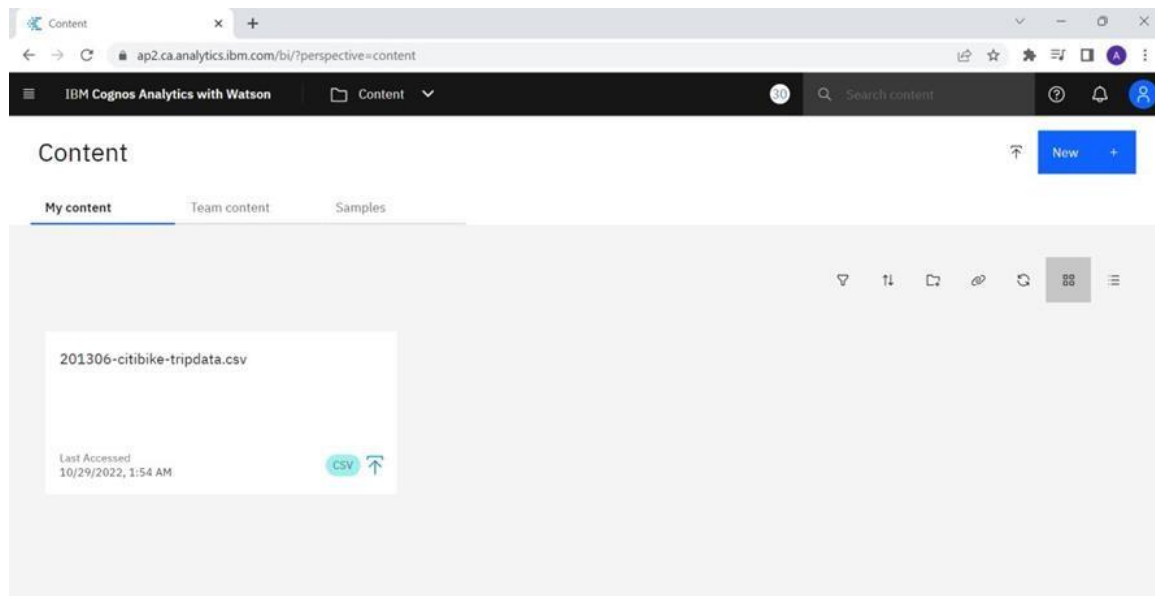 Content
ap2.ca.analytics.ibm.com/bi/?perspective=content
A
IBM Cognos Analytics with Watson
Content
30
Search content
Content
New +
My content
Team content
Samples
201306-citibike-tripdata.csv
Last Accessed
10/29/2022, 1:54 AM
CSV